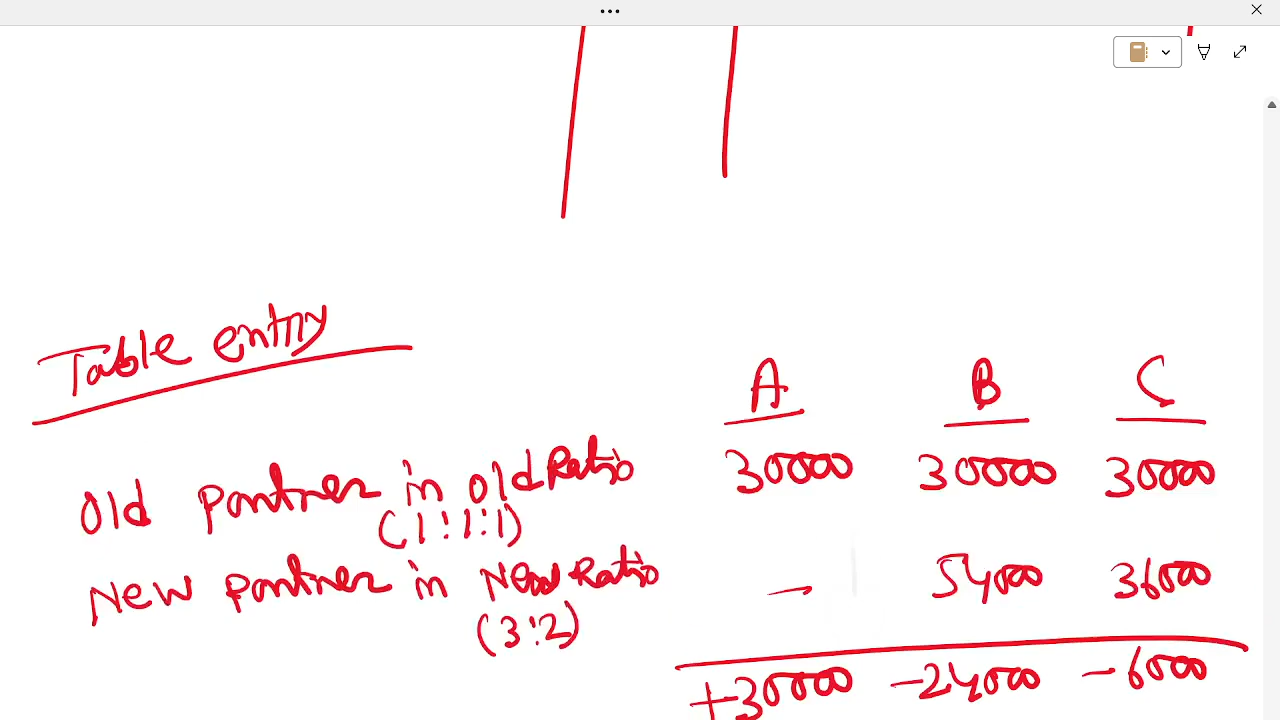 Table entry
A B C
Old Partner in old Ratio 30000 30000 30000
(1:1:1)
New Partner in New Ratio - 54000 36000
(3:2)
+30000 -24000 -6000